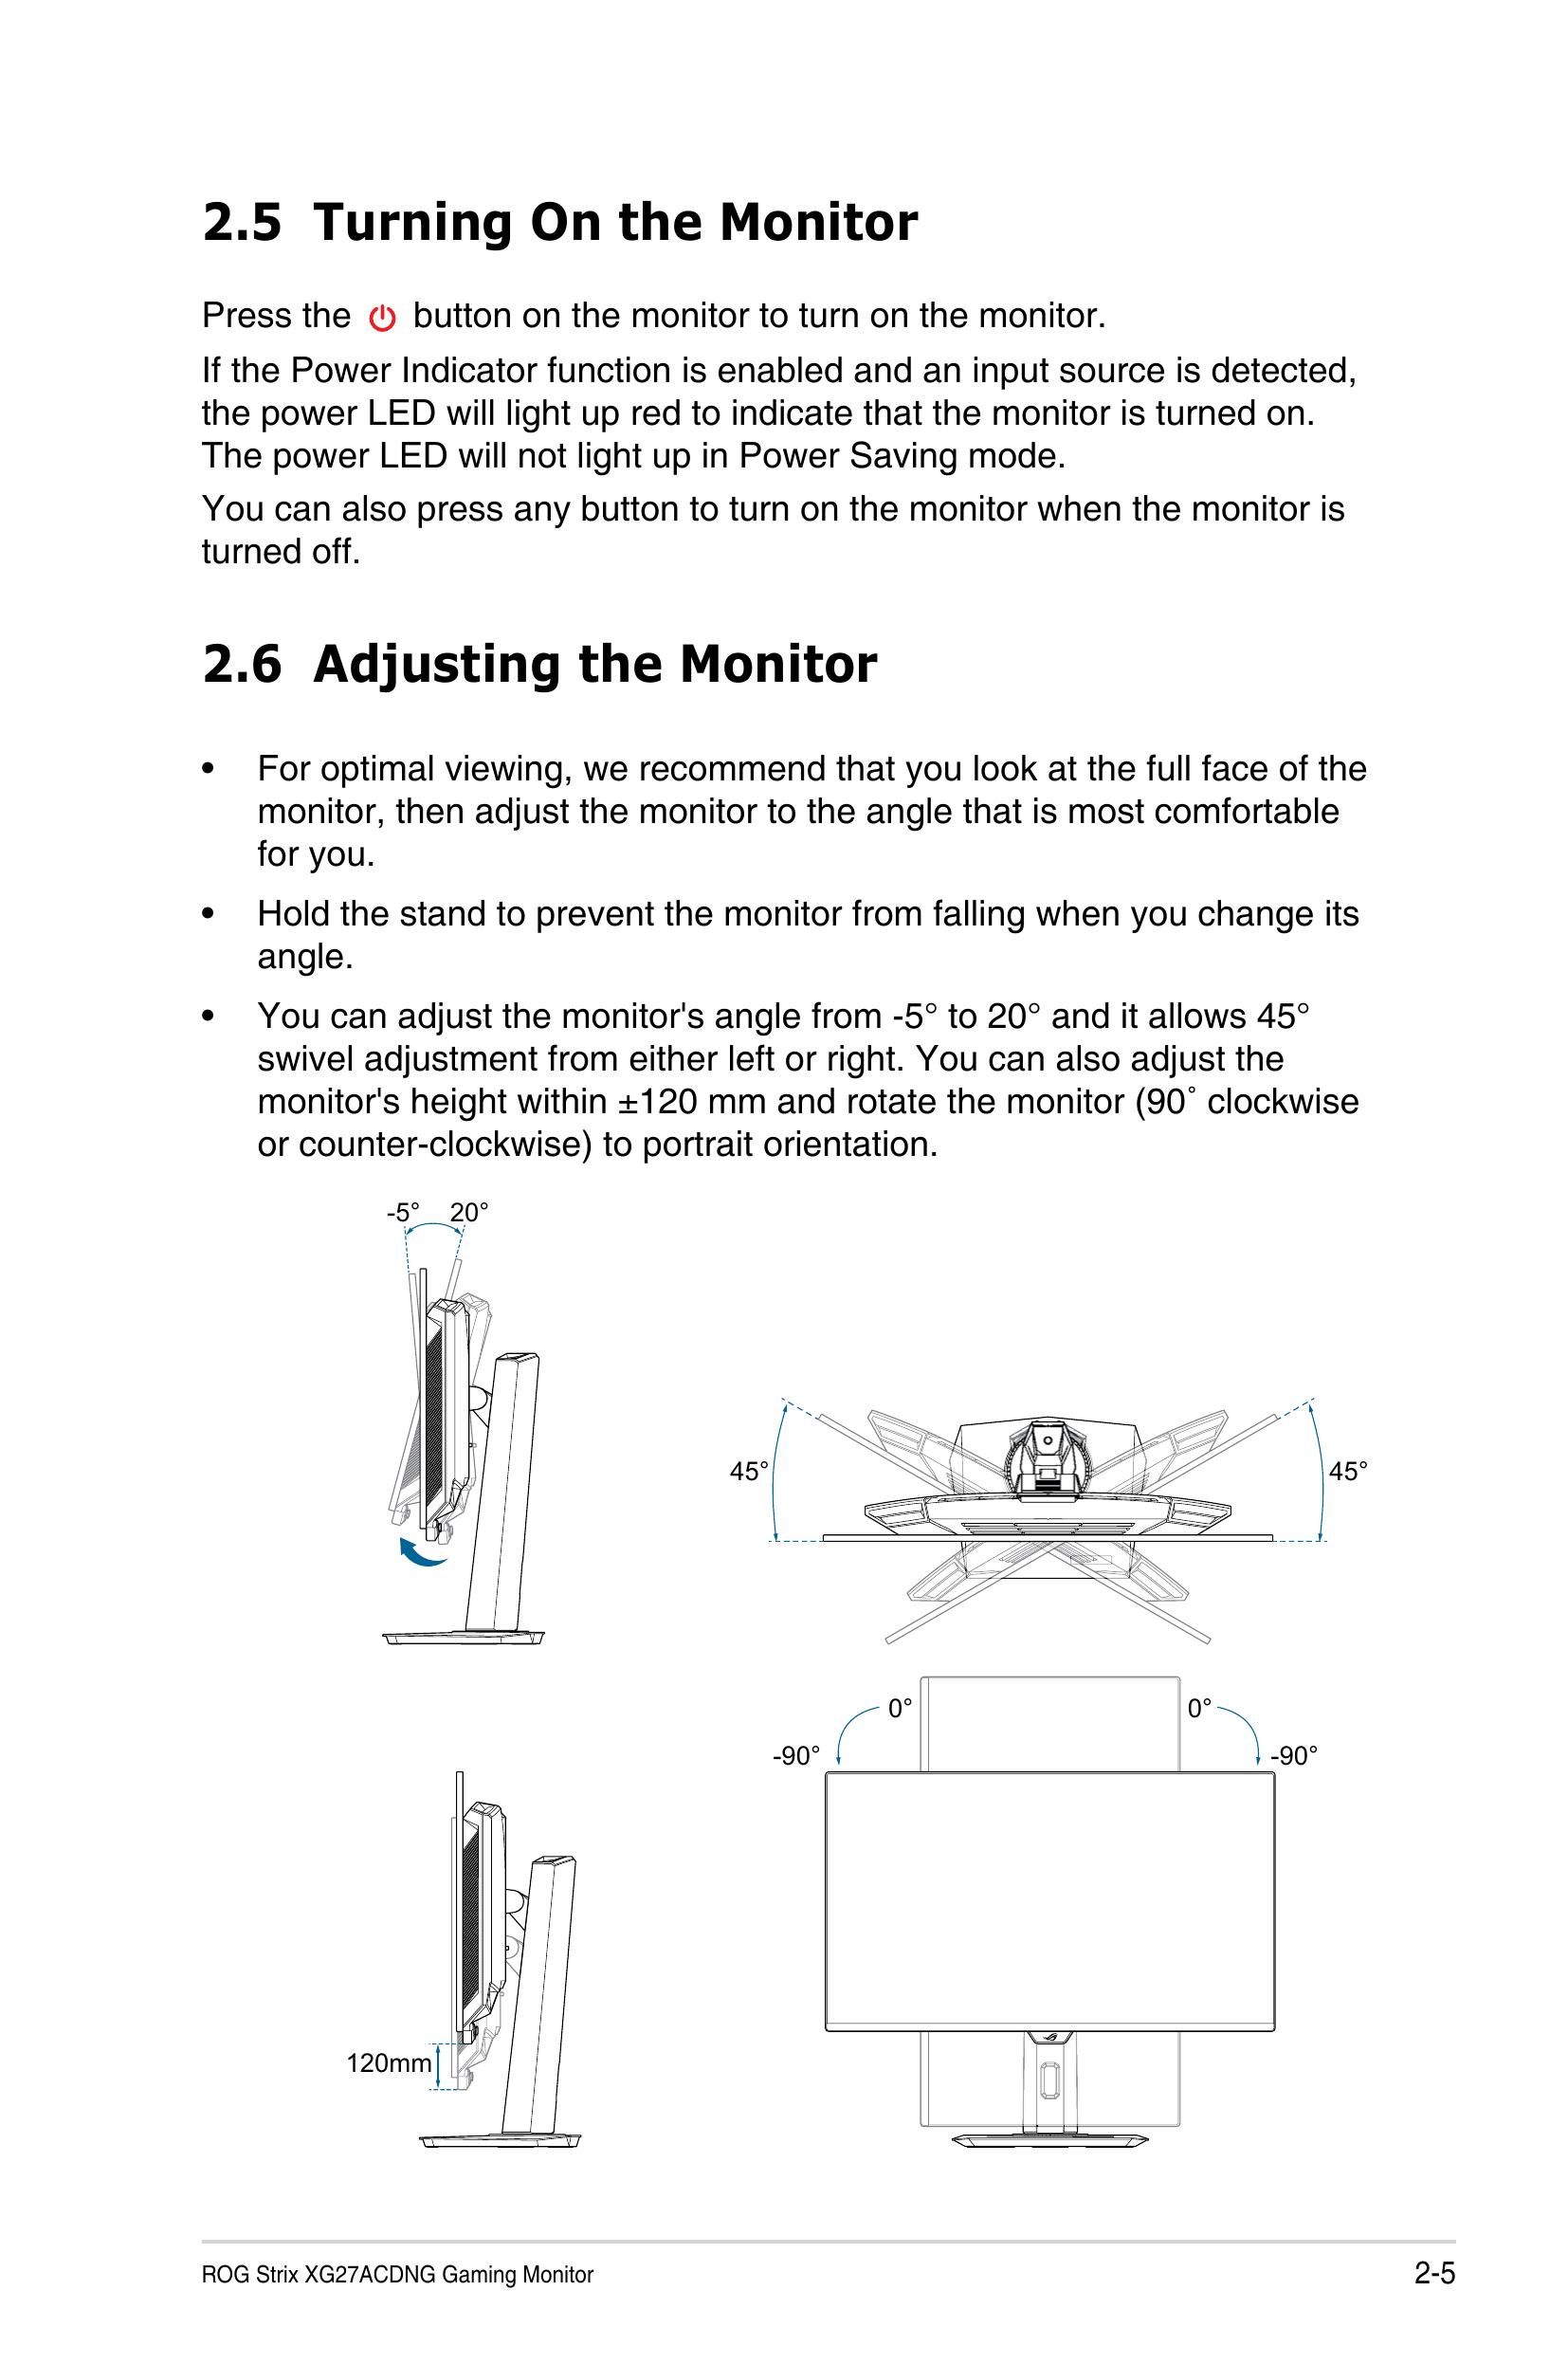 2.5 Turning On the Monitor
Press the button on the monitor to turn on the monitor.
If the Power Indicator function is enabled and an input source is detected,
the power LED will light up red to indicate that the monitor is turned on.
The power LED will not light up in Power Saving mode.
You can also press any button to turn on the monitor when the monitor is
turned off.
2.6 Adjusting the Monitor
• For optimal viewing, we recommend that you look at the full face of the
monitor, then adjust the monitor to the angle that is most comfortable
for you.
• Hold the stand to prevent the monitor from falling when you change its
angle.
• You can adjust the monitor's angle from -5° to 20° and it allows 45°
swivel adjustment from either left or right. You can also adjust the
monitor's height within ±120 mm and rotate the monitor (90˚ clockwise
or counter-clockwise) to portrait orientation.
-5° 20°
45° 45°
0° 0°
-90° -90°
120mm
ROG Strix XG27ACDNG Gaming Monitor 2-5